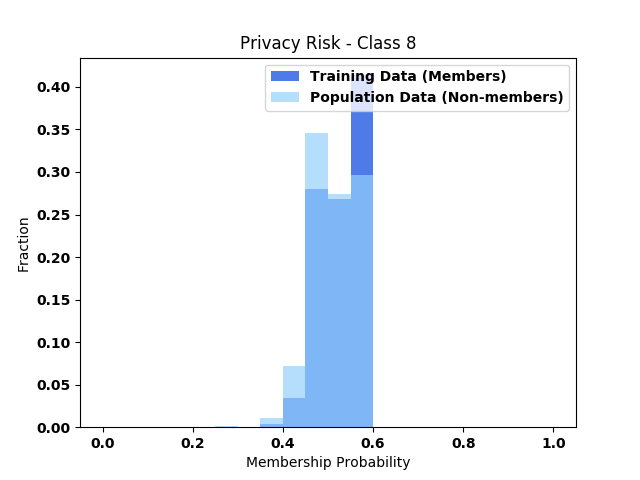 Privacy Risk - Class 8
Training Data (Members)
Population Data (Non-members)
Fraction
0.40
0.35
0.30
0.25
0.20
0.15
0.10
0.05
0.00
0.0 0.2 0.4 0.6 0.8 1.0
Membership Probability